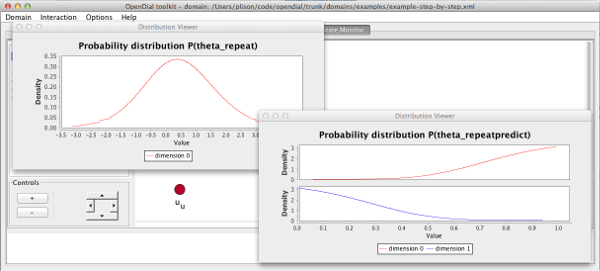 OpenDial toolkit - domain: /Users/plison/code/opendial/trunk/domains/examples/example-step-by-step.xml
Domain Interaction Options Help
Distribution Viewer
State Monitor
Probability distribution P(theta_repeat)
0.35
0.30
0.25
0.20
0.15
0.10
0.05
0.00
Density
-3.5 -3.0 -2.5 -2.0 -1.5 -1.0 -0.5 0.0 0.5 1.0 1.5 2.0 2.5 3.0
Value
dimension 0
Distribution Viewer
Probability distribution P(theta_repeatpredict)
3
2
1
0
Density
3
2
1
0
Density
0.0 0.1 0.2 0.3 0.4 0.5 0.6 0.7 0.8 0.9 1.0
Value
dimension 0 dimension 1
Controls
+
-
u_u